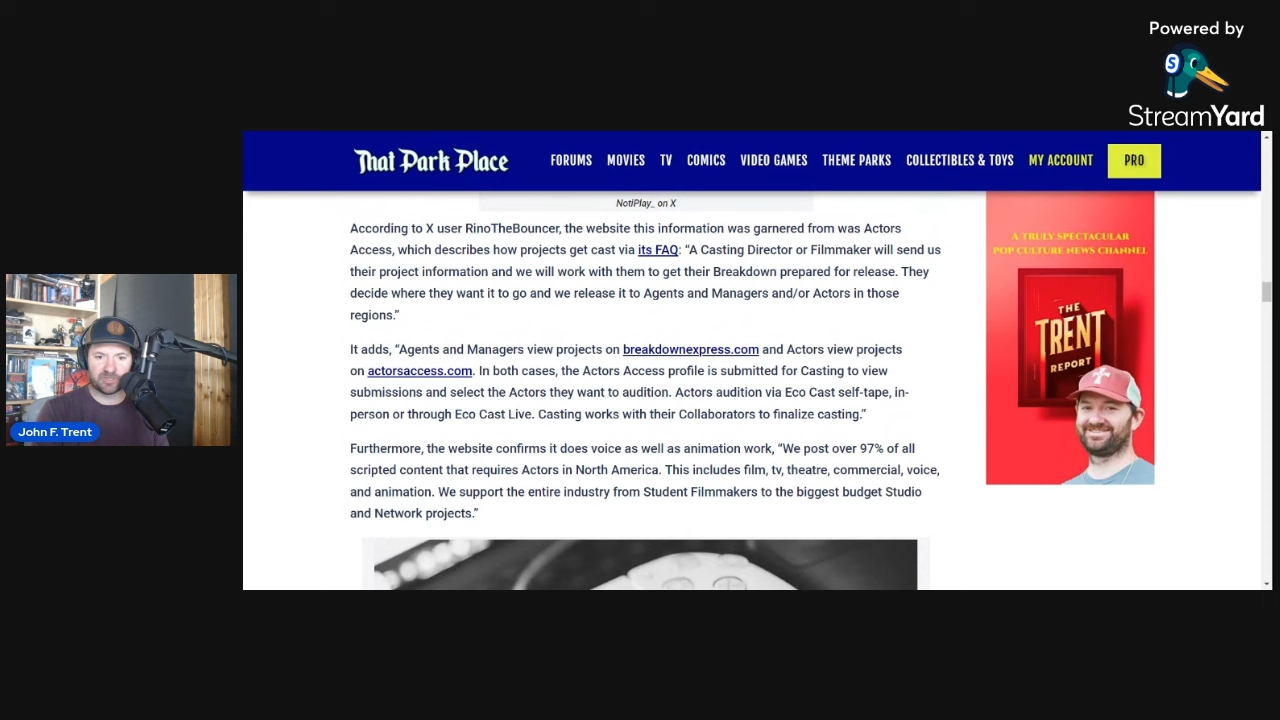 Powered by
S
StreamYard
That Park Place
FORUMS MOVIES TV COMICS VIDEO GAMES THEME PARKS COLLECTIBLES & TOYS MY ACCOUNT PRO
NotiPlay_ on X
According to X user RinoTheBouncer, the website this information was garnered from was Actors
Access, which describes how projects get cast via its FAQ: “A Casting Director or Filmmaker will send us
their project information and we will work with them to get their Breakdown prepared for release. They
decide where they want it to go and we release it to Agents and Managers and/or Actors in those
regions.”
It adds, “Agents and Managers view projects on breakdownexpress.com and Actors view projects
on actorsaccess.com. In both cases, the Actors Access profile is submitted for Casting to view
submissions and select the Actors they want to audition. Actors audition via Eco Cast self-tape, in-
person or through Eco Cast Live. Casting works with their Collaborators to finalize casting.”
Furthermore, the website confirms it does voice as well as animation work, “We post over 97% of all
scripted content that requires Actors in North America. This includes film, tv, theatre, commercial, voice,
and animation. We support the entire industry from Student Filmmakers to the biggest budget Studio
and Network projects.”
A TRULY SPECTACULAR
POP CULTURE NEWS CHANNEL
THE
TRENT
REPORT
John F. Trent